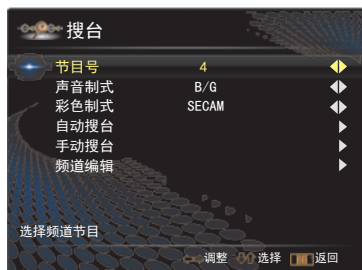 搜台
节目号 4
声音制式 B/G
彩色制式 SECAM
自动搜台
手动搜台
频道编辑
选择频道节目
调整 选择 返回